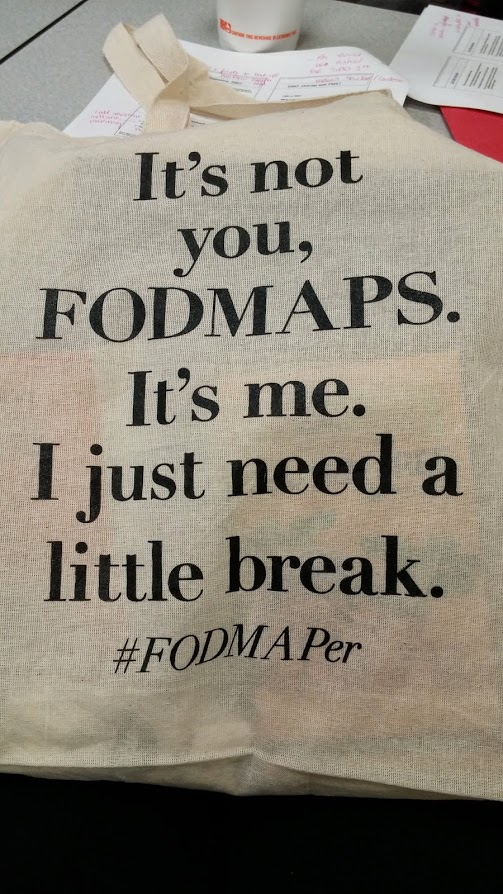 It's not
you,
FODMAPS.
It's me.
I just need a
little break.
#FODMAPer